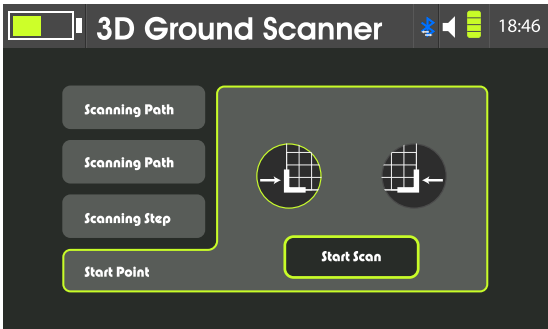 3D Ground Scanner 18:46
Scanning Path
Scanning Path
Scanning Step
Start Point
Start Scan